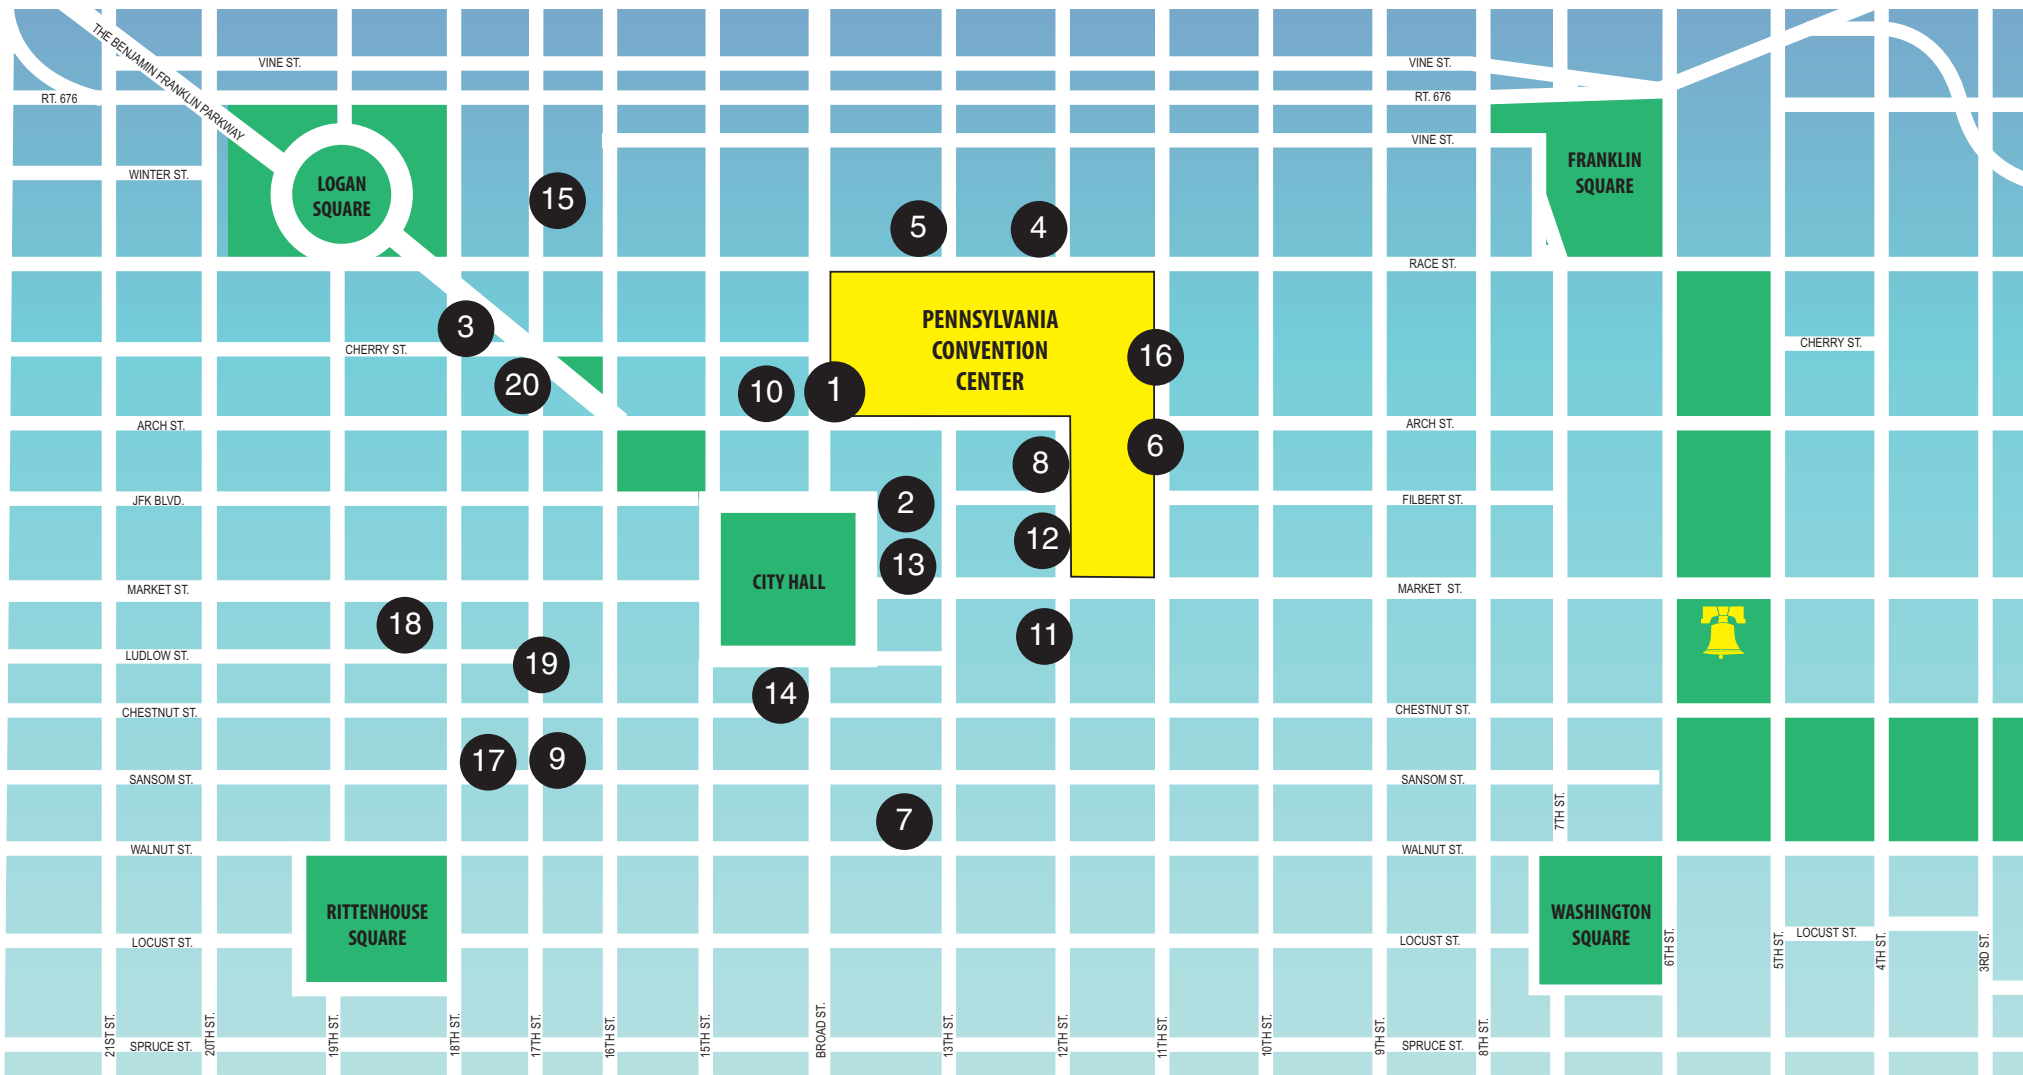 THE BENJAMIN FRANKLIN PARKWAY
VINE ST.
VINE ST.
RT. 676
RT. 676
VINE ST.
WINTER ST.
LOGAN
SQUARE
FRANKLIN
SQUARE
15
5
4
RACE ST.
3
PENNSYLVANIA
CONVENTION
CENTER
CHERRY ST.
CHERRY ST.
16
20
10
1
ARCH ST.
ARCH ST.
8
6
JFK BLVD.
2
FILBERT ST.
12
13
CITY HALL
MARKET ST.
MARKET ST.
18
11
LUDLOW ST.
19
14
CHESTNUT ST.
CHESTNUT ST.
17
9
SANSOM ST.
SANSOM ST.
7
7TH ST.
WALNUT ST.
WALNUT ST.
RITTENHOUSE
SQUARE
WASHINGTON
SQUARE
LOCUST ST.
LOCUST ST.
LOCUST ST.
6TH ST.
5TH ST.
4TH ST.
3RD ST.
21ST ST.
20TH ST.
19TH ST.
18TH ST.
17TH ST.
16TH ST.
15TH ST.
BROAD ST.
13TH ST.
12TH ST.
11TH ST.
10TH ST.
9TH ST.
8TH ST.
SPRUCE ST.
SPRUCE ST.